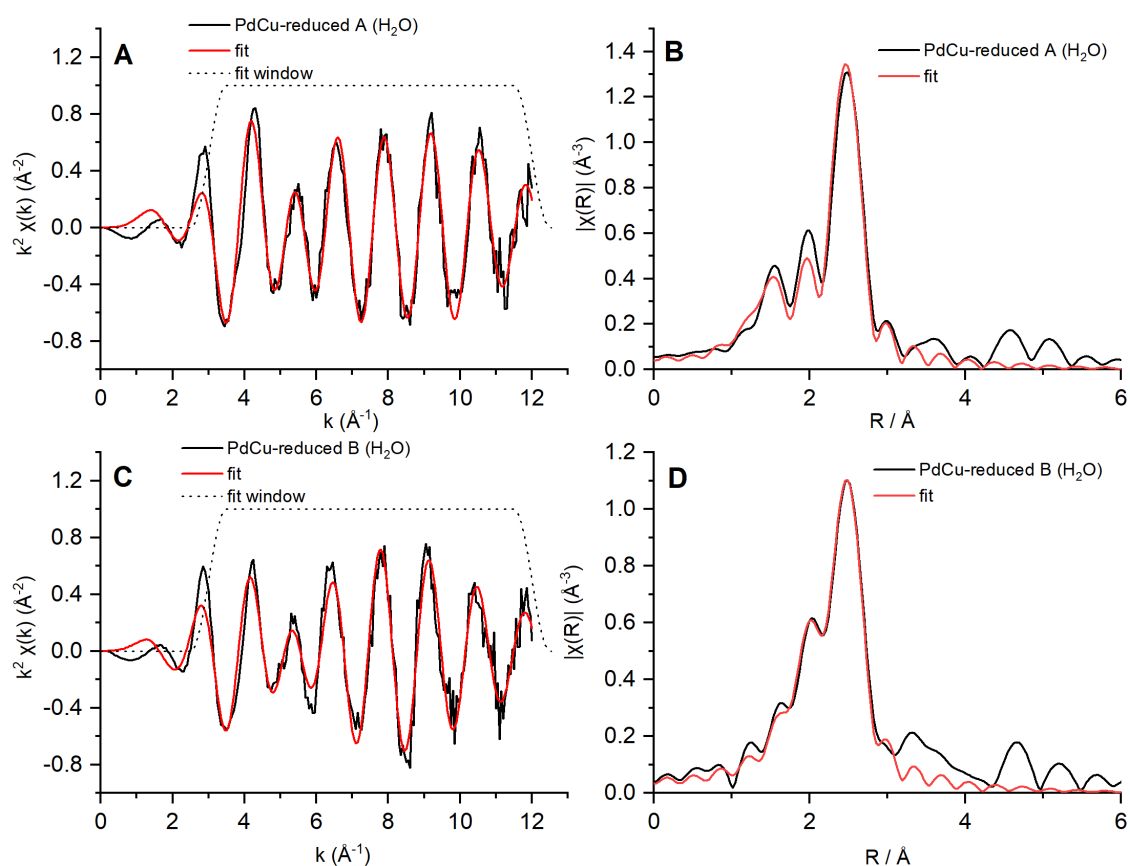 PdCu-reduced A (H₂O)
fit
fit window
A
1.2
0.8
0.4
0.0
-0.4
-0.8
k² χ(k) (Å⁻²)
0 2 4 6 8 10 12
k (Å⁻¹)
B
PdCu-reduced A (H₂O)
fit
1.4
1.2
1.0
0.8
0.6
0.4
0.2
0.0
|χ(R)| (Å⁻³)
0 2 4 6
R / Å
PdCu-reduced B (H₂O)
fit
fit window
C
1.2
0.8
0.4
0.0
-0.4
-0.8
k² χ(k) (Å⁻²)
0 2 4 6 8 10 12
k (Å⁻¹)
D
PdCu-reduced B (H₂O)
fit
1.2
1.0
0.8
0.6
0.4
0.2
0.0
|χ(R)| (Å⁻³)
0 2 4 6
R / Å